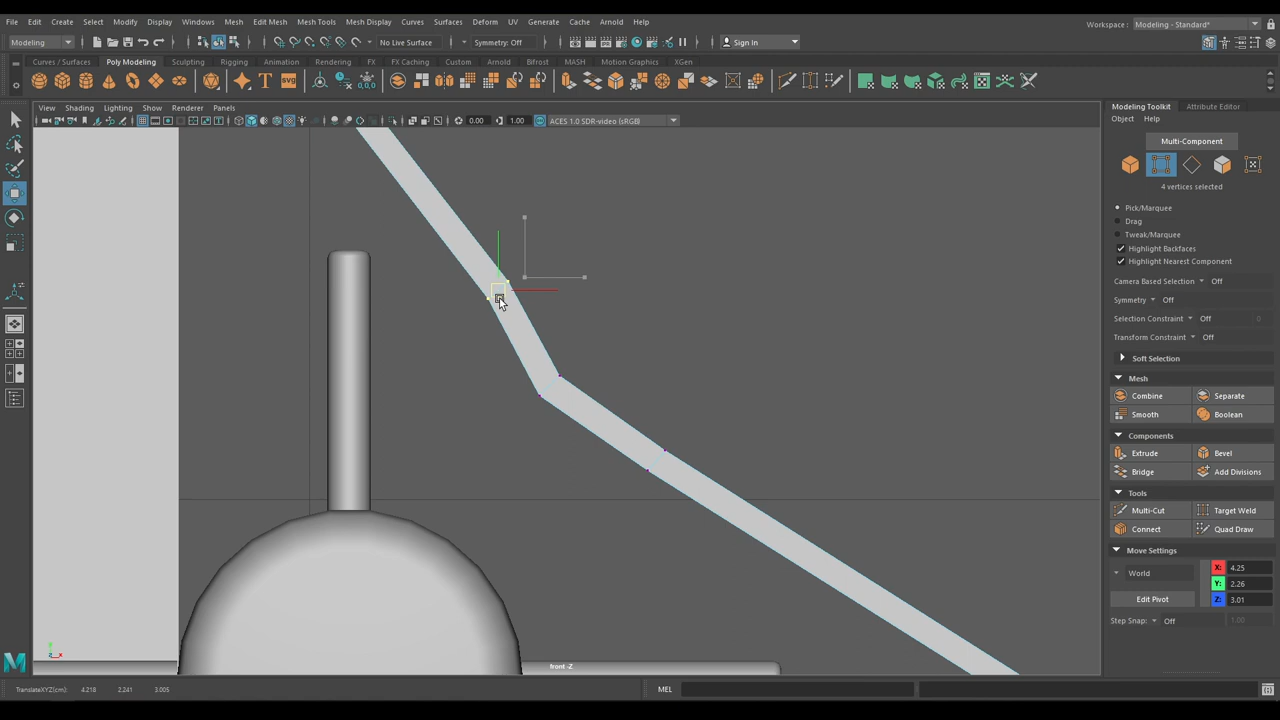 File Edit Create Select Modify Display Windows Mesh Edit Mesh Mesh Tools Mesh Display Curves Surfaces Deform UV Generate Cache Arnold Help
Workspace : Modeling - Standard*
Modeling No Live Surface Symmetry: Off Sign In
Curves / Surfaces Poly Modeling Sculpting Rigging Animation Rendering FX FX Caching Custom Arnold Bifrost MASH Motion Graphics XGen
SVG
View Shading Lighting Show Renderer Panels
0.00 1.00 ACES 1.0 SDR-video (sRGB)
Modeling Toolkit Attribute Editor
Object Help
Multi-Component
4 vertices selected
Pick/Marquee
Drag
Tweak/Marquee
Highlight Backfaces
Highlight Nearest Component
Camera Based Selection Off
Symmetry Off
Selection Constraint Off 0
Transform Constraint Off
Soft Selection
Mesh
Combine Separate
Smooth Boolean
Components
Extrude Bevel
Bridge Add Divisions
Tools
Multi-Cut Target Weld
Connect Quad Draw
Move Settings
World
X: 4.25
Y: 2.26
Z: 3.01
Edit Pivot
Step Snap: Off 1.00
front -Z
TranslateXYZ(cm): 4.218 2.241 3.005
MEL